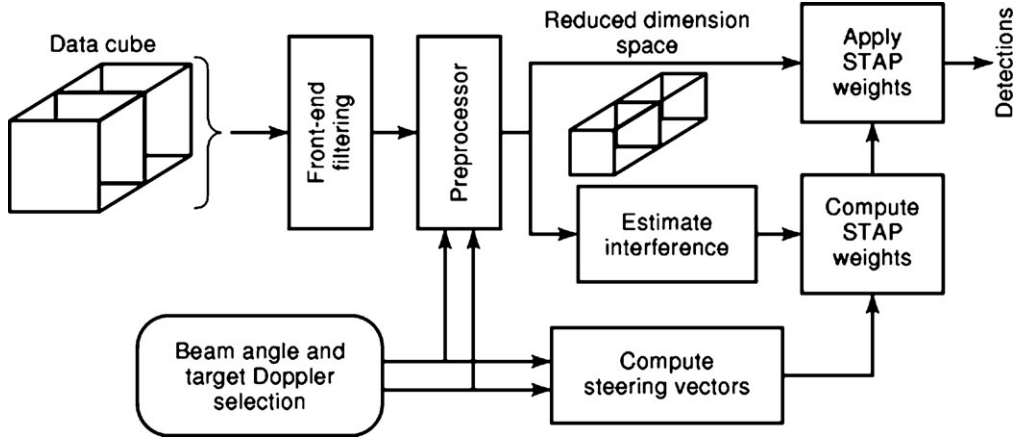 Data cube
Front-end
filtering
Preprocessor
Reduced dimension
space
Apply
STAP
weights
Detections
Estimate
interference
Compute
STAP
weights
Beam angle and
target Doppler
selection
Compute
steering vectors